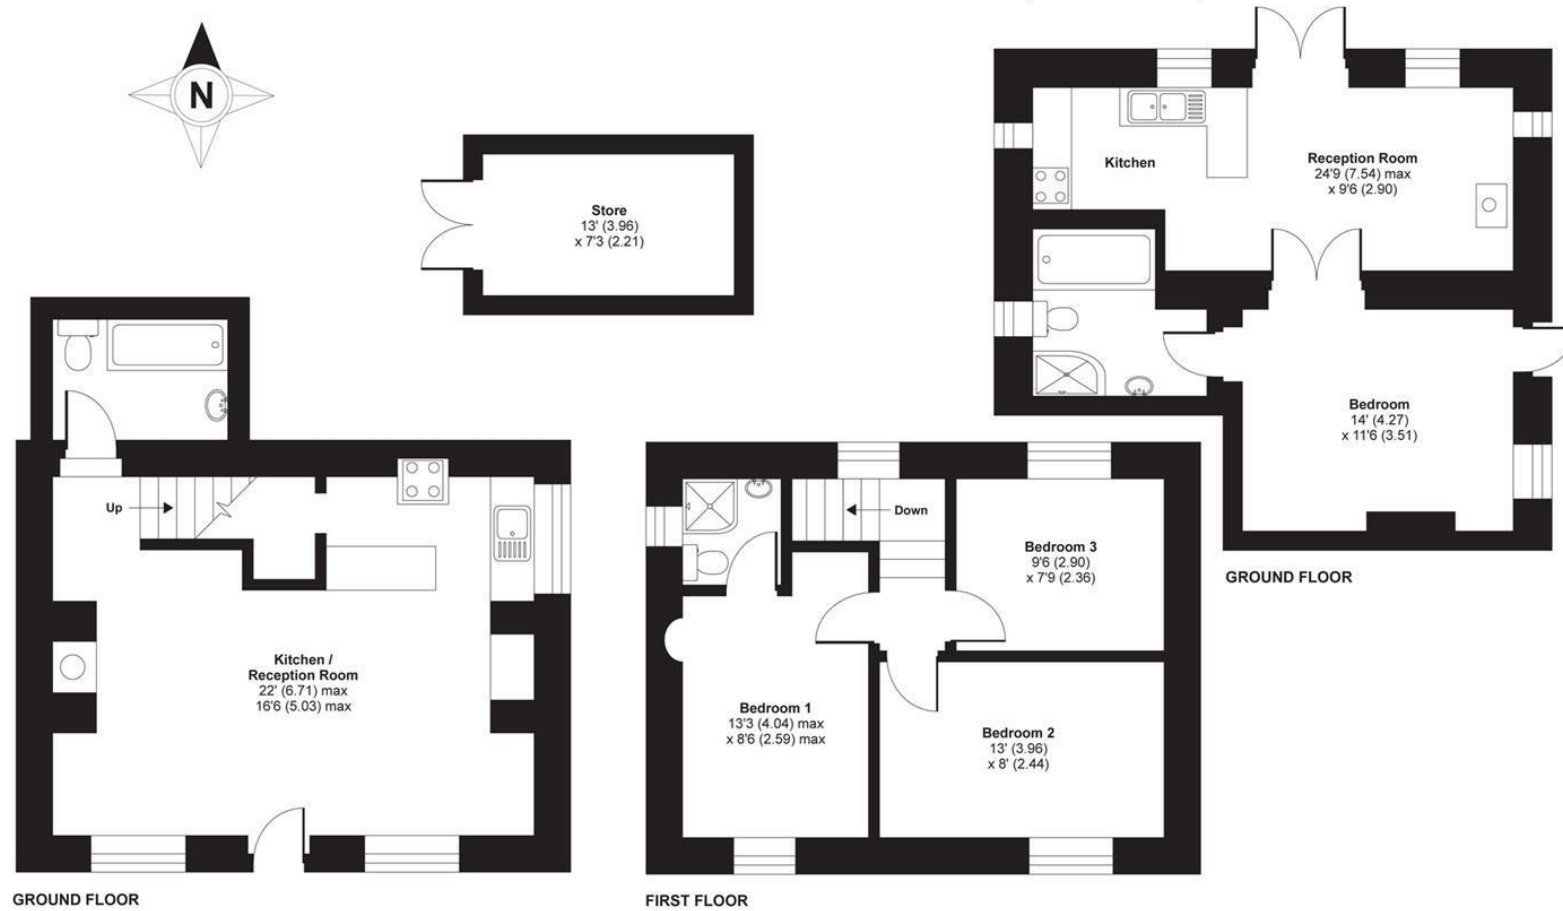 N
Store
13' (3.96)
x 7'3 (2.21)
Kitchen
Reception Room
24'9 (7.54) max
x 9'6 (2.90)
Bedroom
14' (4.27)
x 11'6 (3.51)
GROUND FLOOR
Up
Kitchen /
Reception Room
22' (6.71) max
16'6 (5.03) max
GROUND FLOOR
Down
Bedroom 3
9'6 (2.90)
x 7'9 (2.36)
Bedroom 1
13'3 (4.04) max
x 8'6 (2.59) max
Bedroom 2
13' (3.96)
x 8' (2.44)
FIRST FLOOR